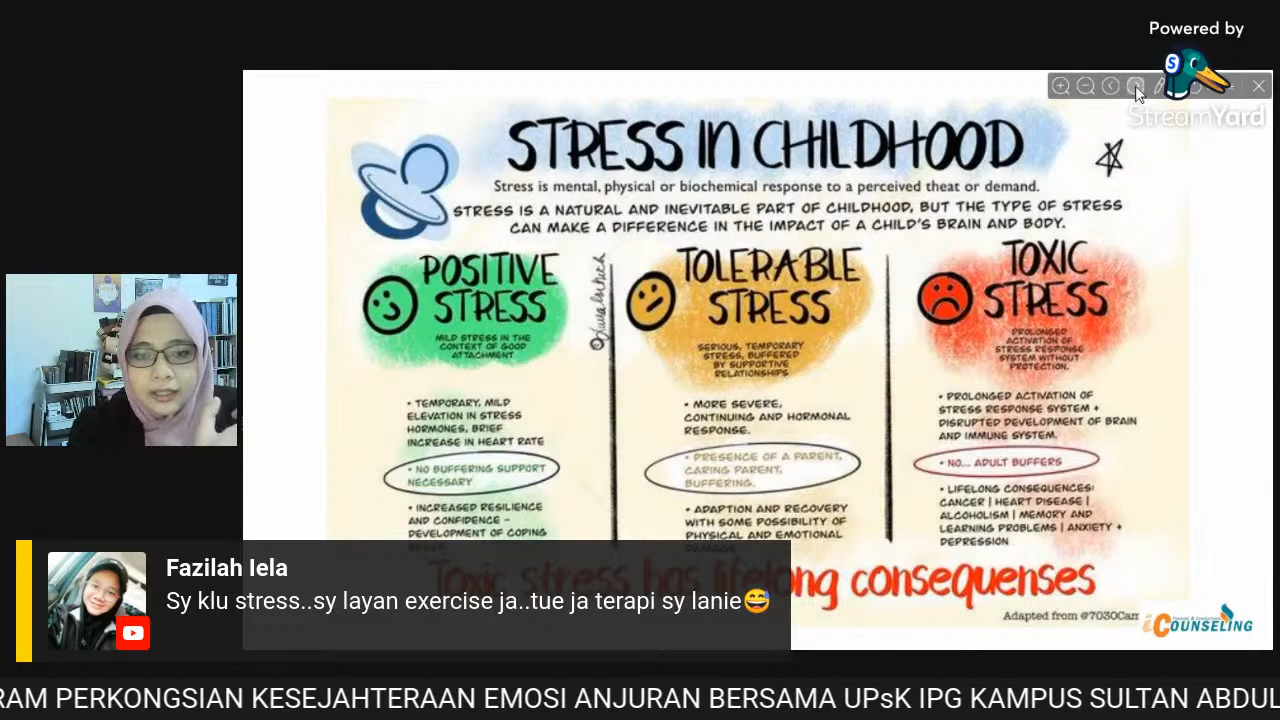 Powered by
StreamYard
STRESS IN CHILDHOOD
Stress is mental, physical or biochemical response to a perceived theat or demand.
STRESS IS A NATURAL AND INEVITABLE PART OF CHILDHOOD, BUT THE TYPE OF STRESS
CAN MAKE A DIFFERENCE IN THE IMPACT OF A CHILD'S BRAIN AND BODY.
POSITIVE
STRESS
MILD STRESS IN THE
CONTEXT OF GOOD
ATTACHMENT
• TEMPORARY, MILD
ELEVATION IN STRESS
HORMONES, BRIEF
INCREASE IN HEART RATE
• NO BUFFERING SUPPORT
NECESSARY
• INCREASED RESILIENCE
AND CONFIDENCE –
DEVELOPMENT OF COPING
TOLERABLE
STRESS
SERIOUS, TEMPORARY
STRESS, BUFFERED
BY SUPPORTIVE
RELATIONSHIPS
• MORE SEVERE,
CONTINUING AND HORMONAL
RESPONSE.
• PRESENCE OF A PARENT,
CARING PARENT,
BUFFERING.
• ADAPTION AND RECOVERY
WITH SOME POSSIBILITY OF
PHYSICAL AND EMOTIONAL
DAMAGE
TOXIC
STRESS
PROLONGED
ACTIVATION OF
STRESS RESPONSE
SYSTEM WITHOUT
PROTECTION.
• PROLONGED ACTIVATION OF
STRESS RESPONSE SYSTEM +
DISRUPTED DEVELOPMENT OF BRAIN
AND IMMUNE SYSTEM.
• NO... ADULT BUFFERS
• LIFELONG CONSEQUENCES:
CANCER | HEART DISEASE |
ALCOHOLISM | MEMORY AND
LEARNING PROBLEMS | ANXIETY +
DEPRESSION
Toxic stress has lifelong consequenses
Adapted from @7030Cam
iCOUNSELING
Fazilah Iela
Sy klu stress..sy layan exercise ja..tue ja terapi sy lanie😅
RAM PERKONGSIAN KESEJAHTERAAN EMOSI ANJURAN BERSAMA UPsK IPG KAMPUS SULTAN ABDUL